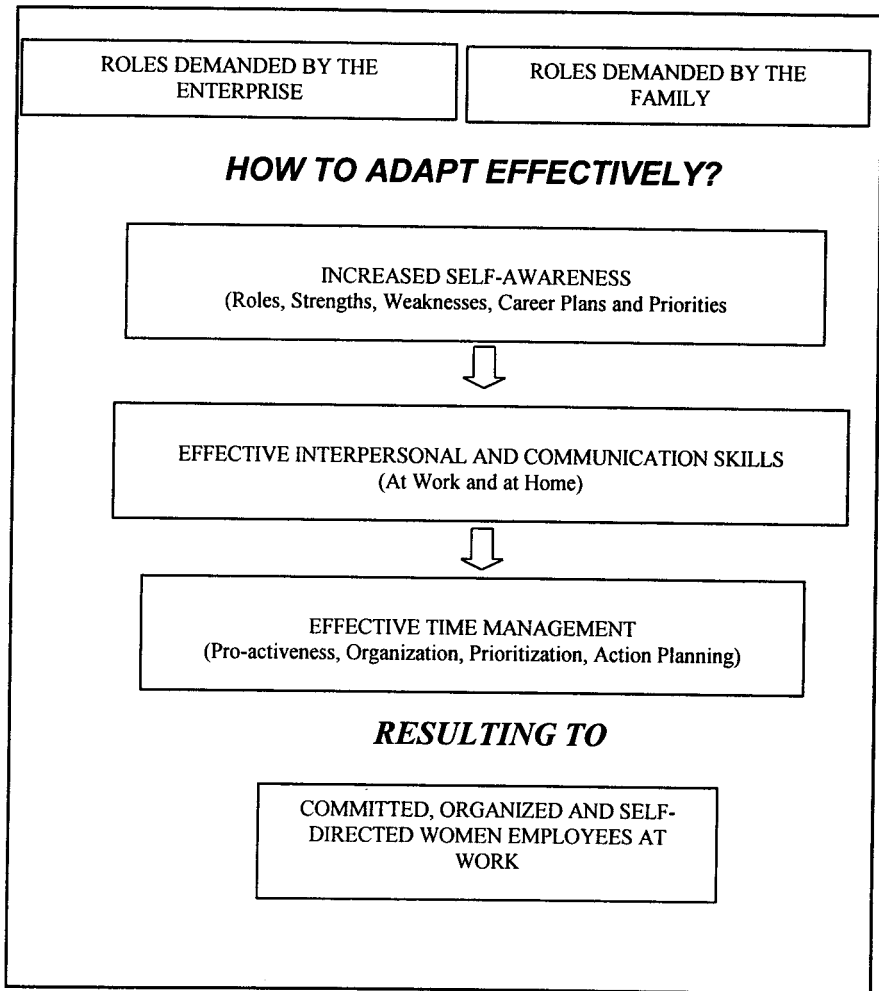 ROLES DEMANDED BY THE
ENTERPRISE
ROLES DEMANDED BY THE
FAMILY
HOW TO ADAPT EFFECTIVELY?
INCREASED SELF-AWARENESS
(Roles, Strengths, Weaknesses, Career Plans and Priorities
EFFECTIVE INTERPERSONAL AND COMMUNICATION SKILLS
(At Work and at Home)
EFFECTIVE TIME MANAGEMENT
(Pro-activeness, Organization, Prioritization, Action Planning)
RESULTING TO
COMMITTED, ORGANIZED AND SELF-
DIRECTED WOMEN EMPLOYEES AT
WORK